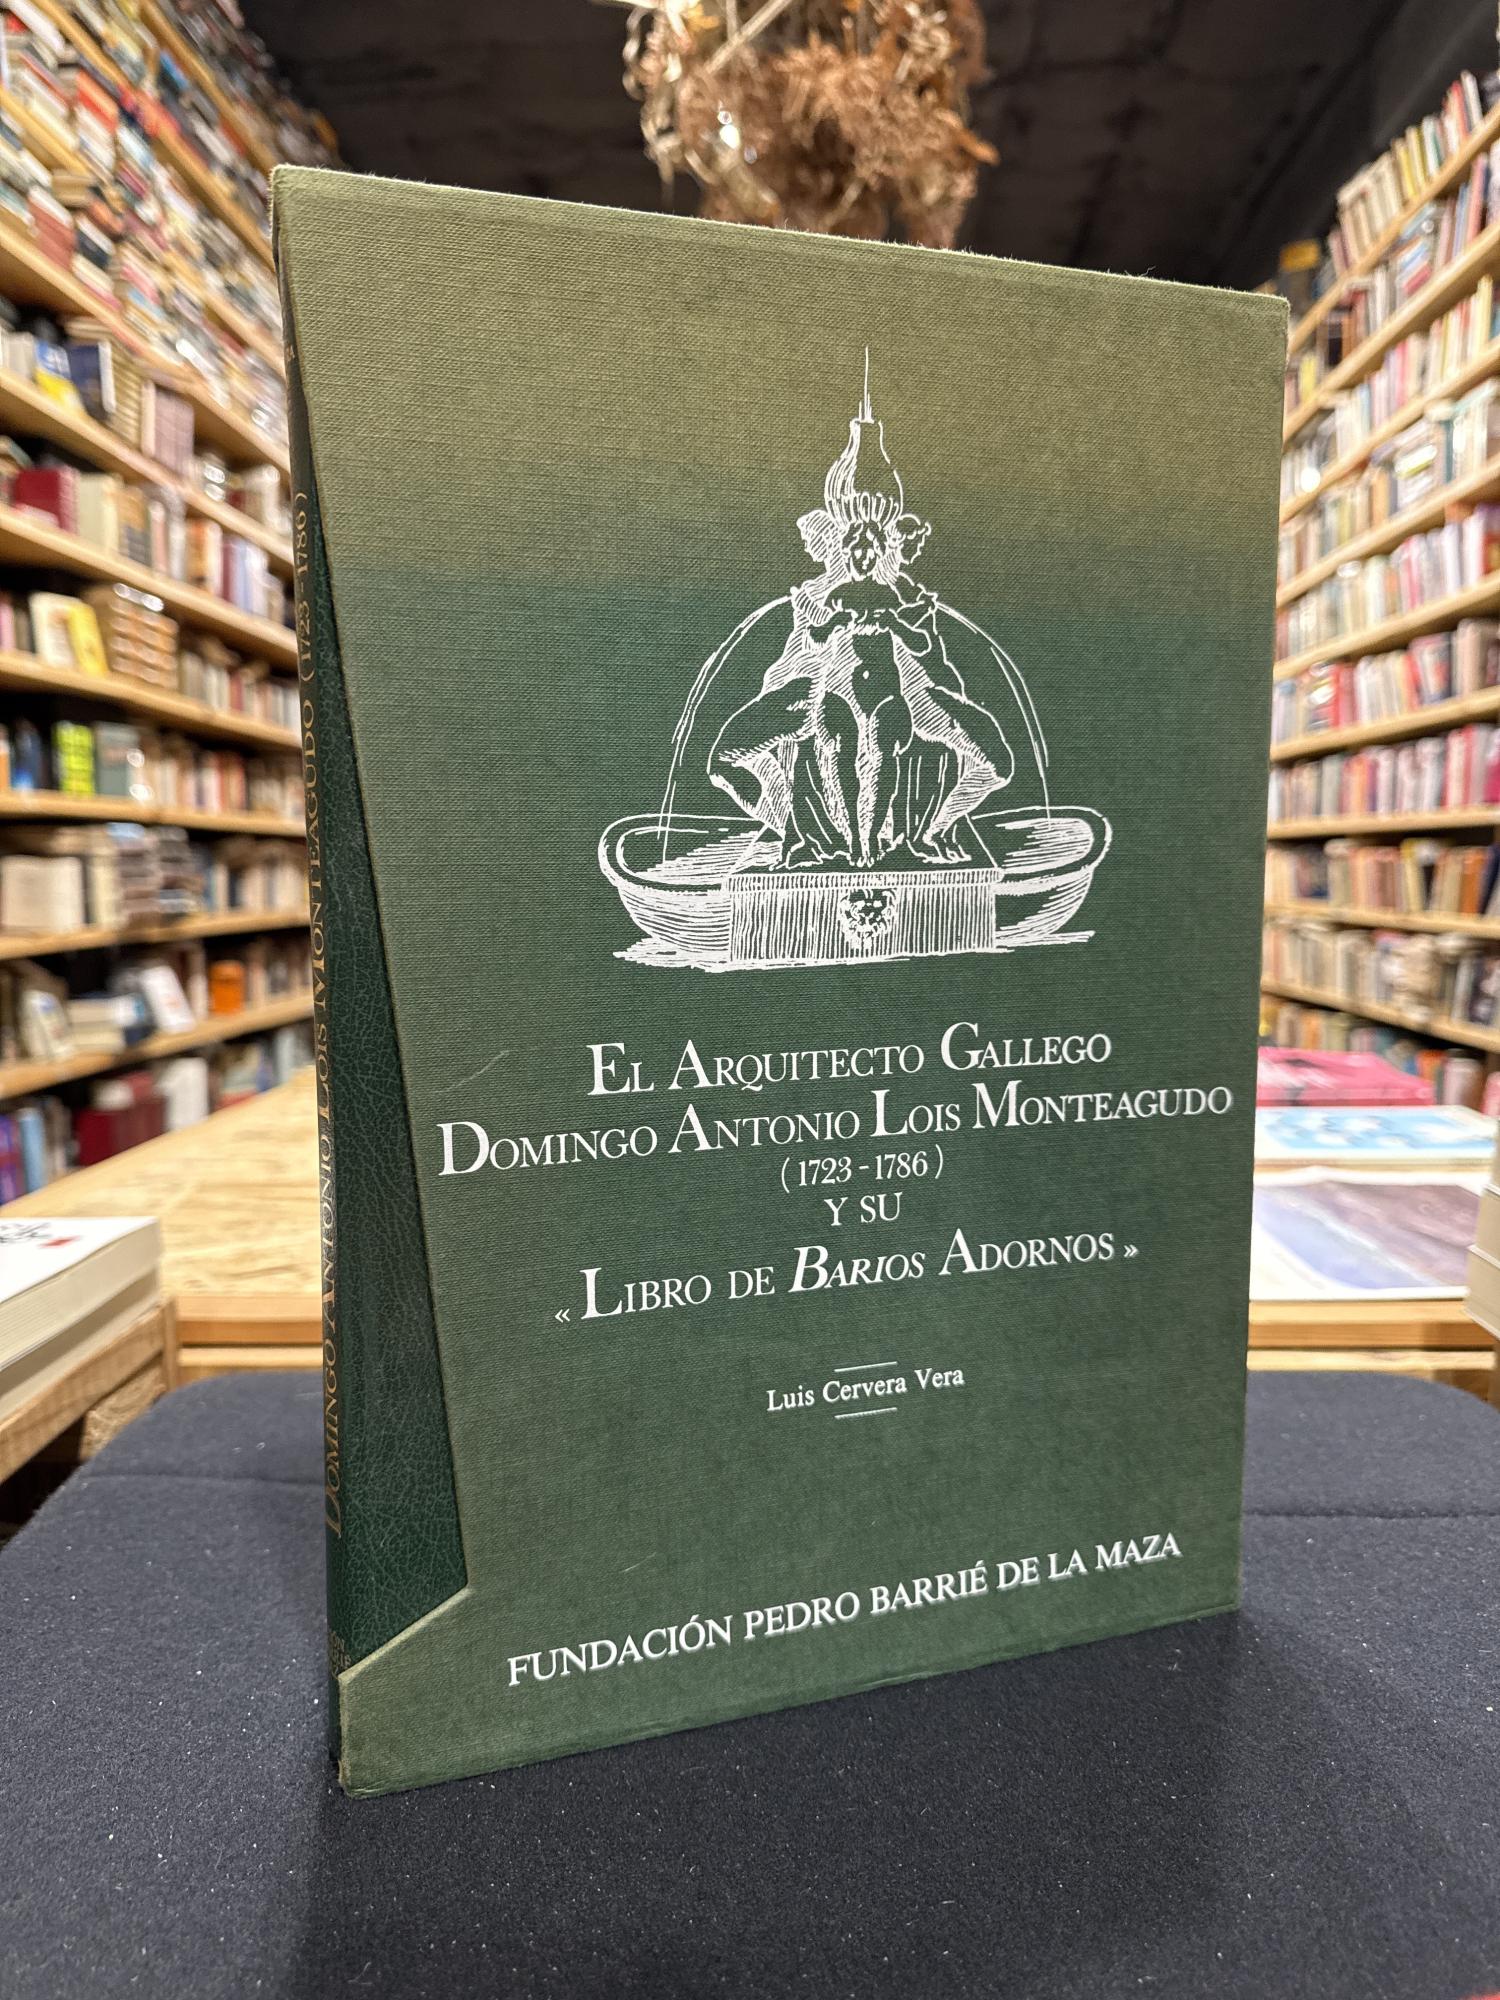 El Arquitecto Gallego
Domingo Antonio Lois Monteagudo
(1723-1786)
y su
« Libro de Barios Adornos »
Luis Cervera Vera
FUNDACIÓN PEDRO BARRIÉ DE LA MAZA
Domingo Antonio Lois Monteagudo (1723-1786)